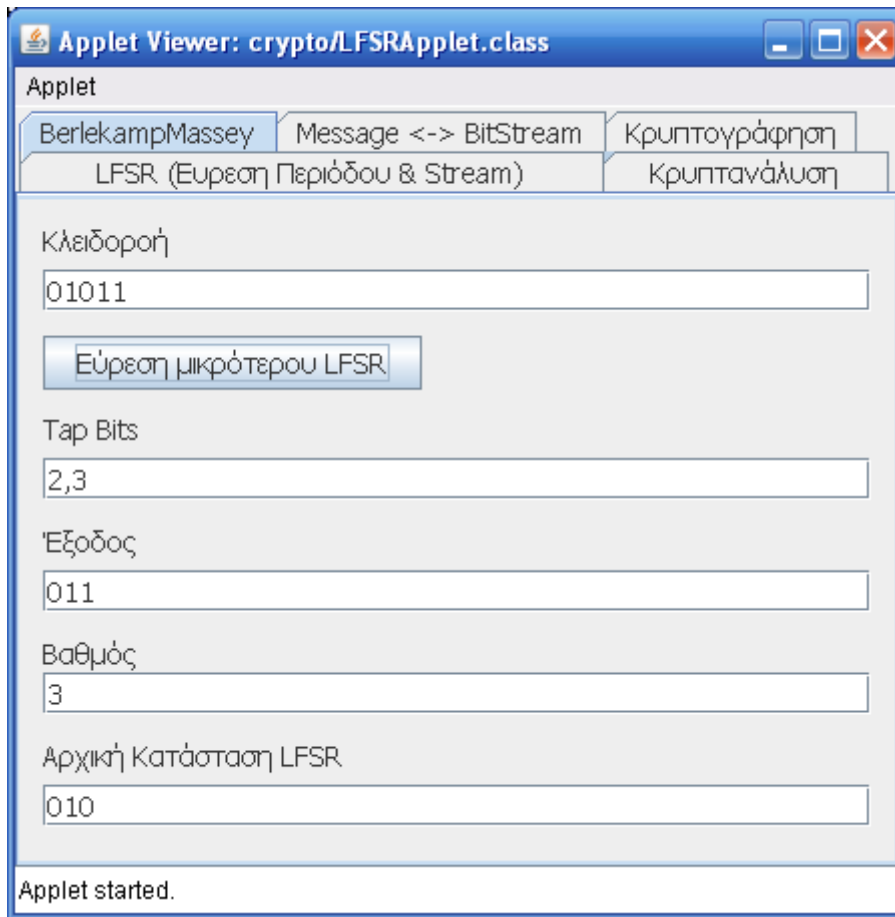 Applet Viewer: crypto/LFSRApplet.class
Applet
BerlekampMassey Message <-> BitStream Κρυπτογράφηση
LFSR (Ευρεση Περιόδου & Stream) Κρυπτανάλυση
Κλειδοροή
01011
Εύρεση μικρότερου LFSR
Tap Bits
2,3
Έξοδος
011
Βαθμός
3
Αρχική Κατάσταση LFSR
010
Applet started.